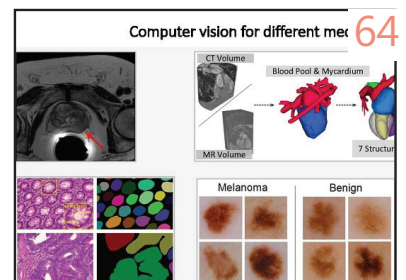 Computer vision for different med
64
CT Volume
Blood Pool & Mycardium
MR Volume
7 Structur
Melanoma
Benign